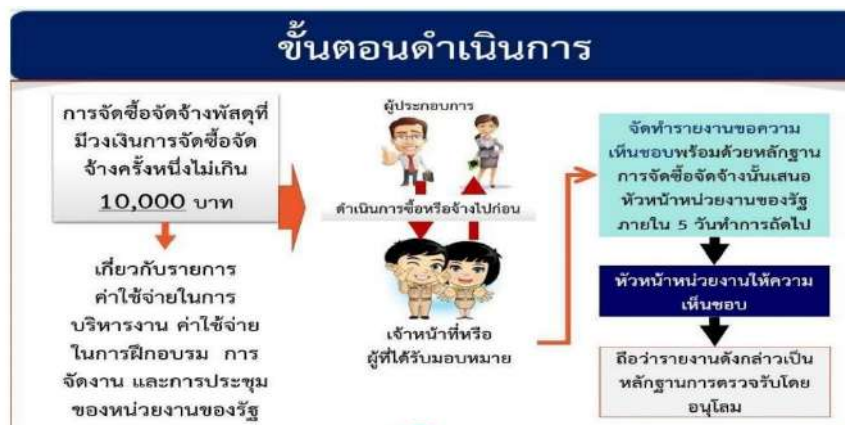 ขั้นตอนดำเนินการ
การจัดซื้อจัดจ้างพัสดุที่
มีวงเงินการจัดซื้อจัด
จ้างครั้งหนึ่งไม่เกิน
10,000 บาท
เกี่ยวกับรายการ
ค่าใช้จ่ายในการ
บริหารงาน ค่าใช้จ่าย
ในการฝึกอบรม การ
จัดงาน และการประชุม
ของหน่วยงานของรัฐ
ผู้ประกอบการ
ดำเนินการซื้อหรือจ้างไปก่อน
เจ้าหน้าที่หรือ
ผู้ที่ได้รับมอบหมาย
จัดทำรายงานขอความ
เห็นชอบพร้อมด้วยหลักฐาน
การจัดซื้อจัดจ้างนั้นเสนอ
หัวหน้าหน่วยงานของรัฐ
ภายใน 5 วันทำการถัดไป
หัวหน้าหน่วยงานให้ความ
เห็นชอบ
ถือว่ารายงานดังกล่าวเป็น
หลักฐานการตรวจรับโดย
อนุโลม